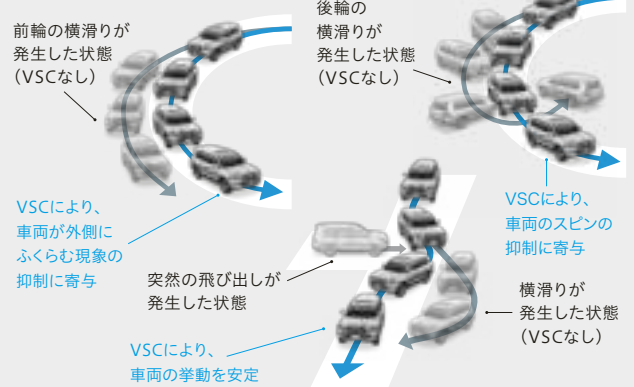 前輪の横滑りが
発生した状態
（VSCなし）
VSCにより、
車両が外側に
ふくらむ現象の
抑制に寄与
後輪の
横滑りが
発生した状態
（VSCなし）
VSCにより、
車両のスピンの
抑制に寄与
突然の飛び出しが
発生した状態
横滑りが
発生した状態
（VSCなし）
VSCにより、
車両の挙動を安定